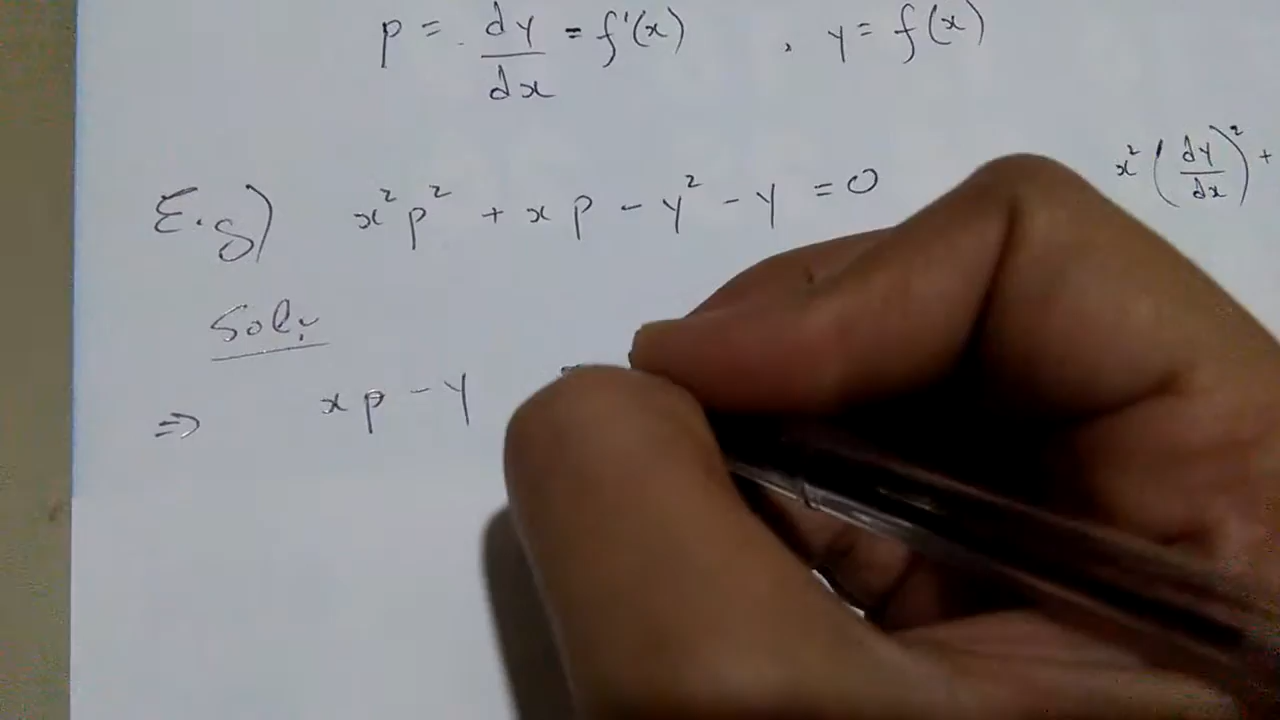 p = dy/dx = f'(x) , y = f(x)
E.g) x²p² + xp - y² - y = 0
x² (dy/dx)² +
Sol:
⇒ xp - y